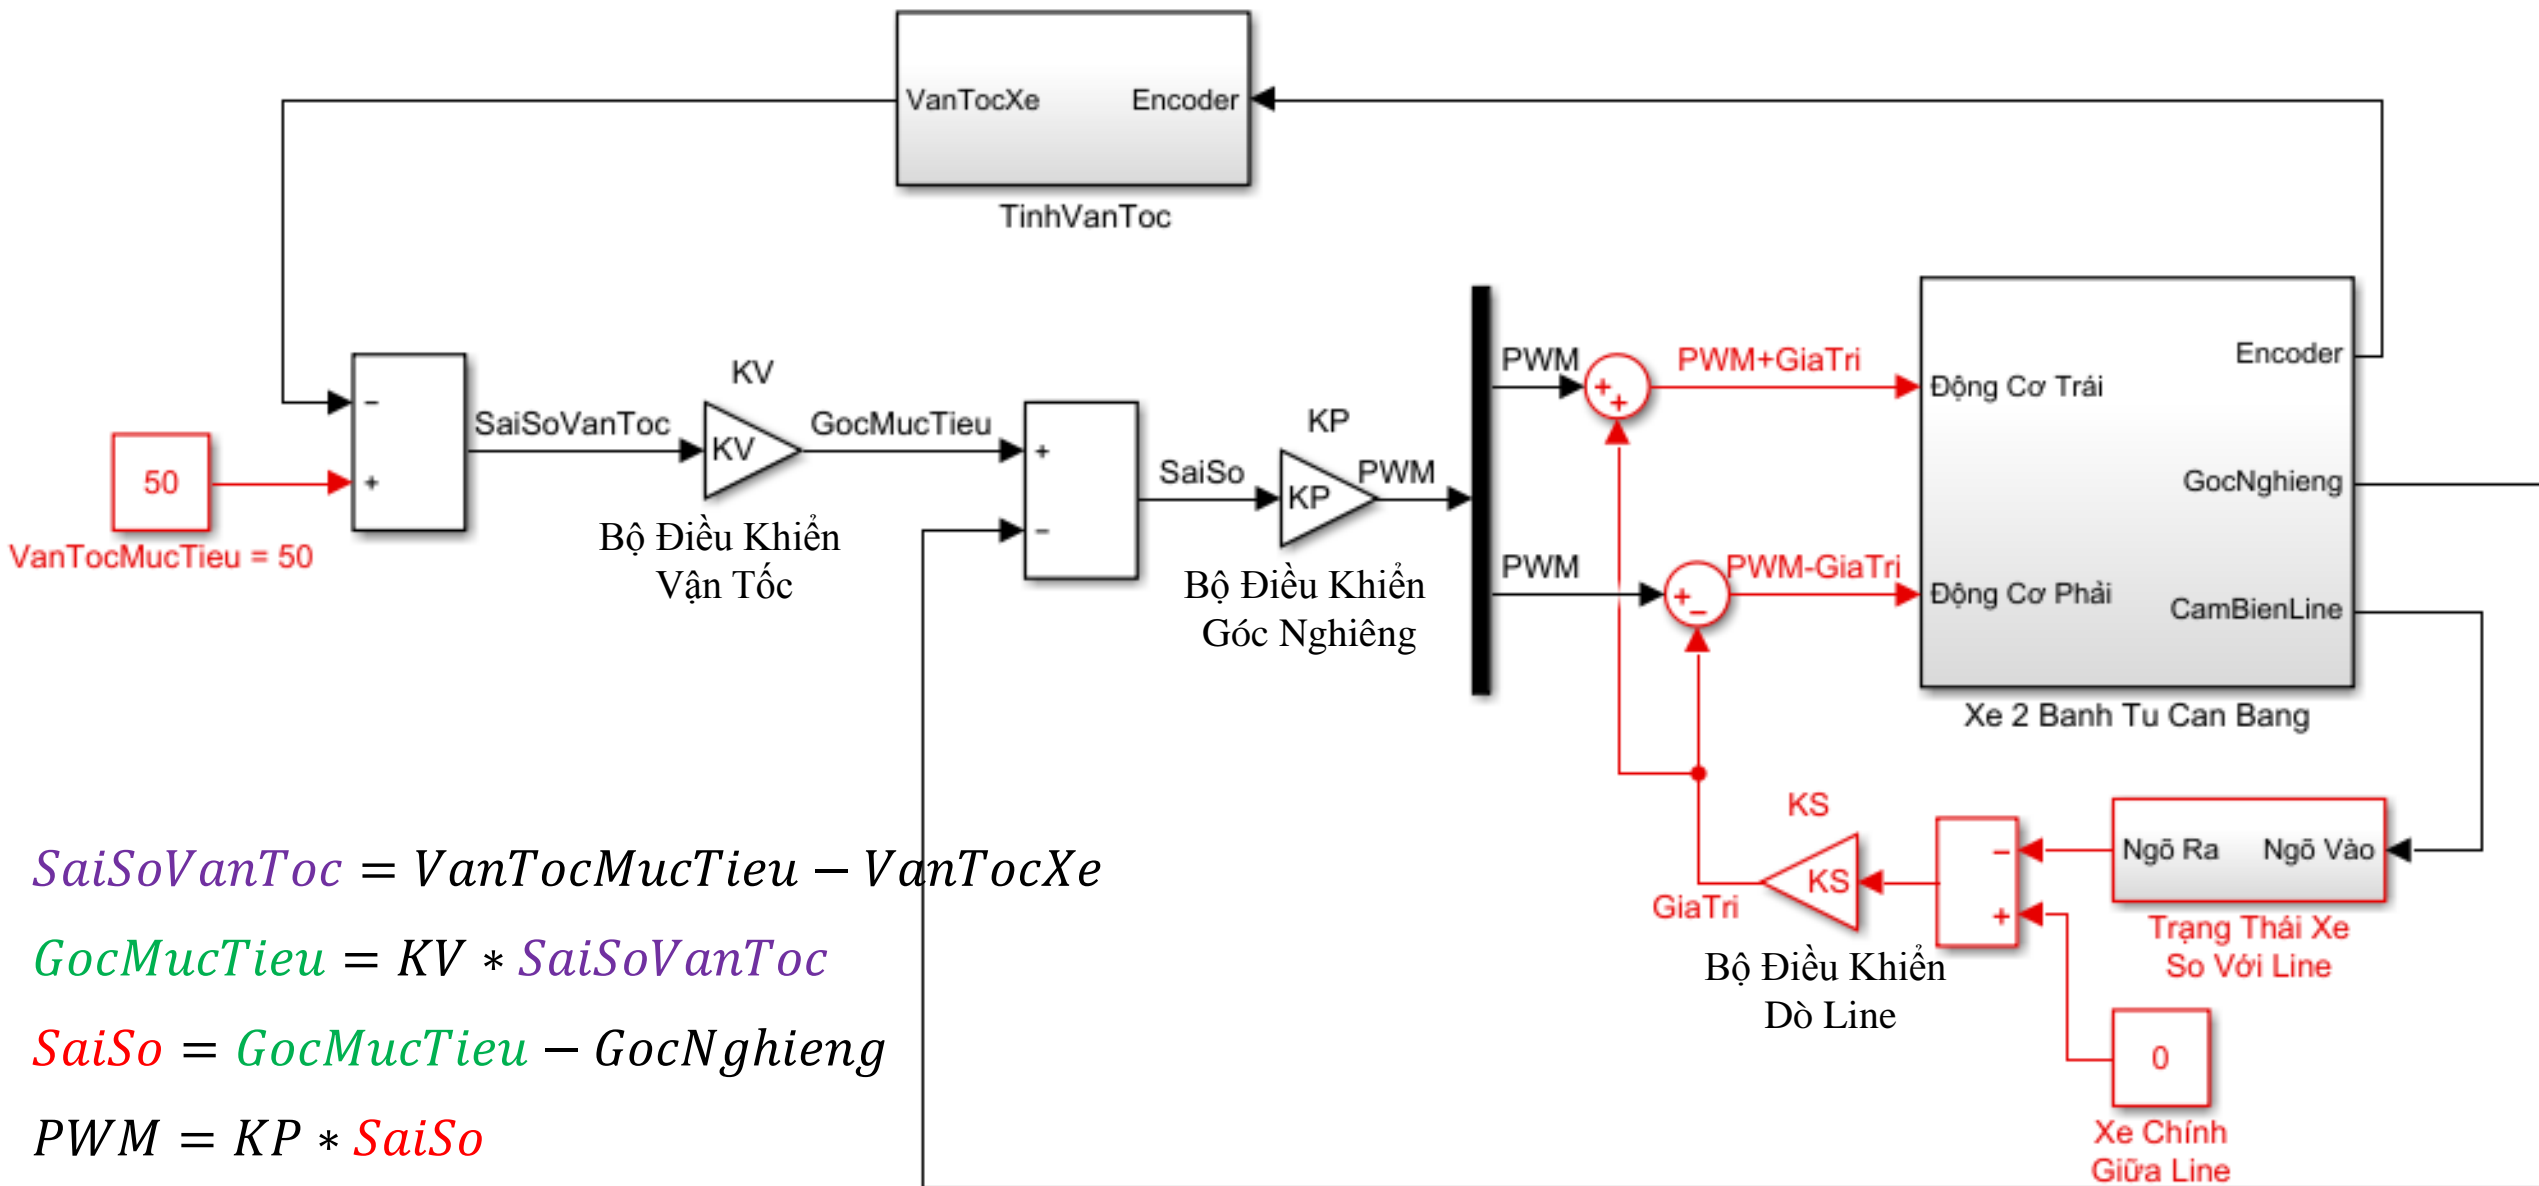 VanTocXe
Encoder
TinhVanToc
−
+
50
VanTocMucTieu = 50
SaiSoVanToc
KV
KV
Bộ Điều Khiển
Vận Tốc
GocMucTieu
+
−
SaiSo
KP
KP
Bộ Điều Khiển
Góc Nghiêng
PWM
PWM
PWM
+
+
+
−
PWM+GiaTri
PWM-GiaTri
Động Cơ Trái
Động Cơ Phải
Encoder
GocNghieng
CamBienLine
Xe 2 Banh Tu Can Bang
Ngõ Ra
Ngõ Vào
Trạng Thái Xe
So Với Line
−
+
KS
KS
GiaTri
Bộ Điều Khiển
Dò Line
0
Xe Chính
Giữa Line
SaiSoVanToc = VanTocMucTieu − VanTocXe
GocMucTieu = KV ∗ SaiSoVanToc
SaiSo = GocMucTieu − GocNghieng
PWM = KP ∗ SaiSo